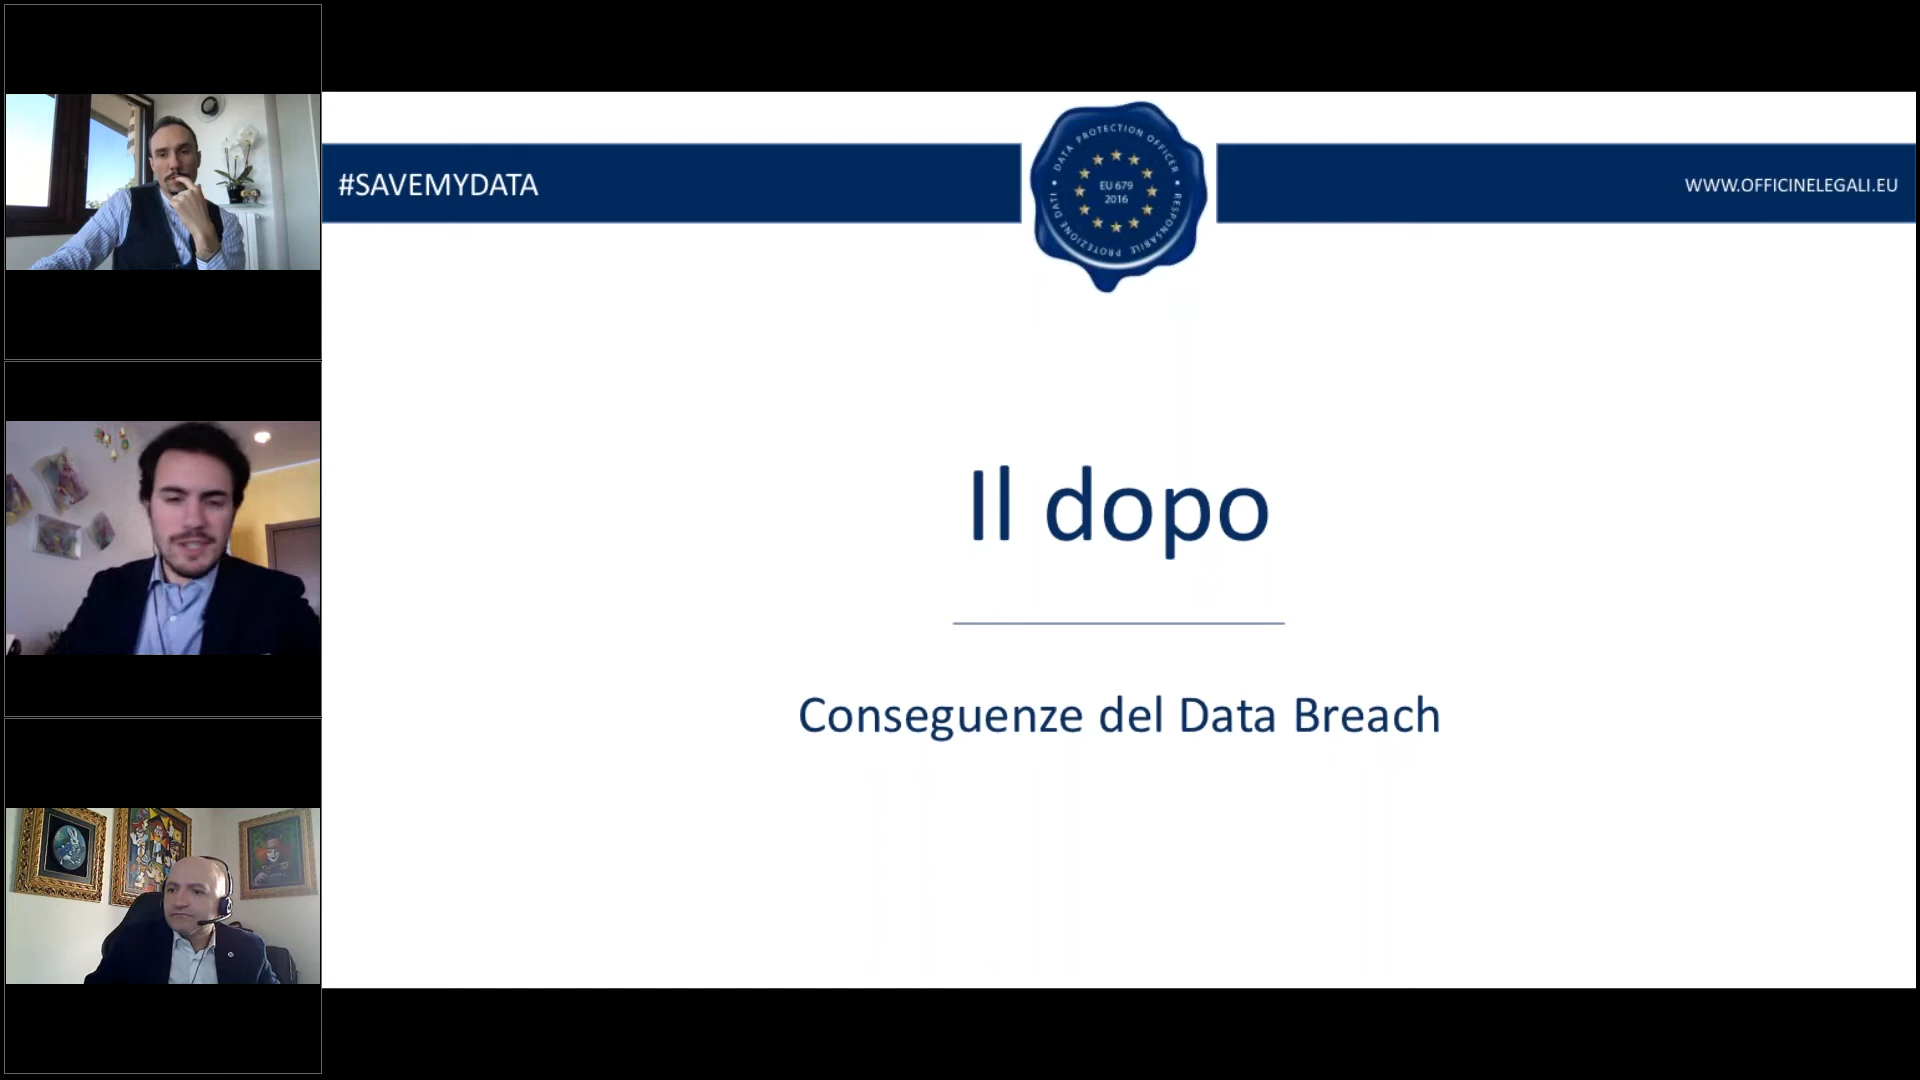 #SAVEMYDATA
DATA PROTECTION OFFICER • RESPONSABILE PROTEZIONE DATI •
EU 679
2016
WWW.OFFICINELEGALI.EU
Il dopo
Conseguenze del Data Breach